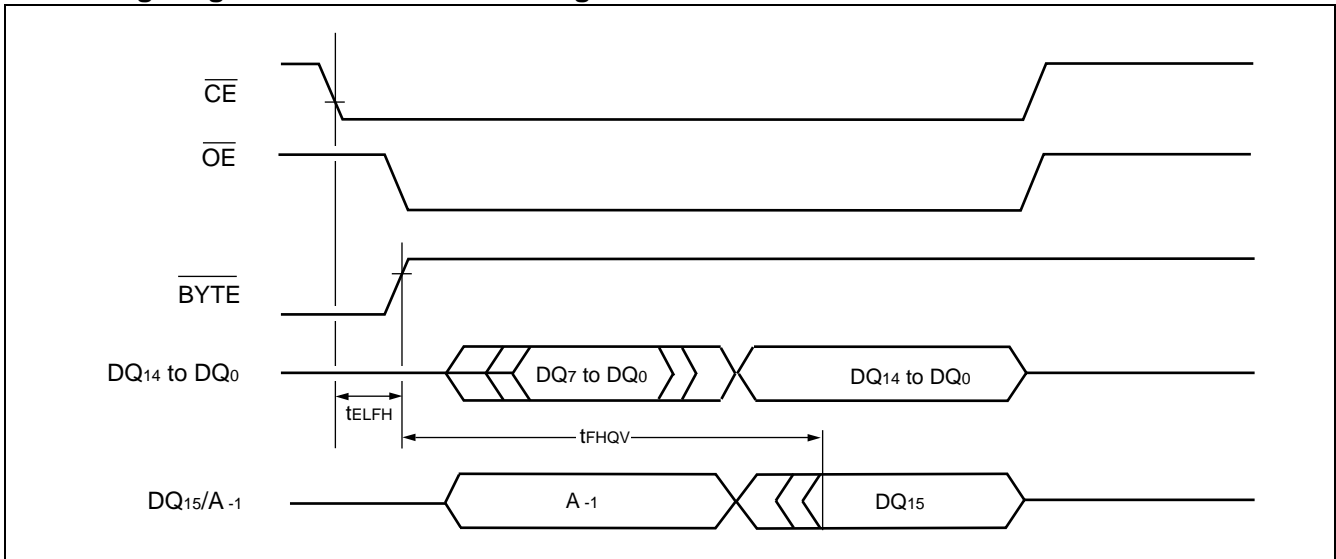 CE
OE
BYTE
DQ14 to DQ0
DQ7 to DQ0
DQ14 to DQ0
tELFH
tFHQV
DQ15/A -1
A -1
DQ15